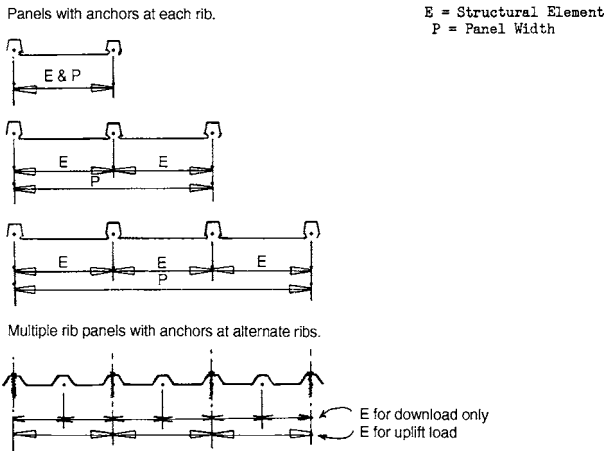 Panels with anchors at each rib.
E = Structural Element
P = Panel Width
E & P
E E
P
E E E
P
Multiple rib panels with anchors at alternate ribs.
E for download only
E for uplift load